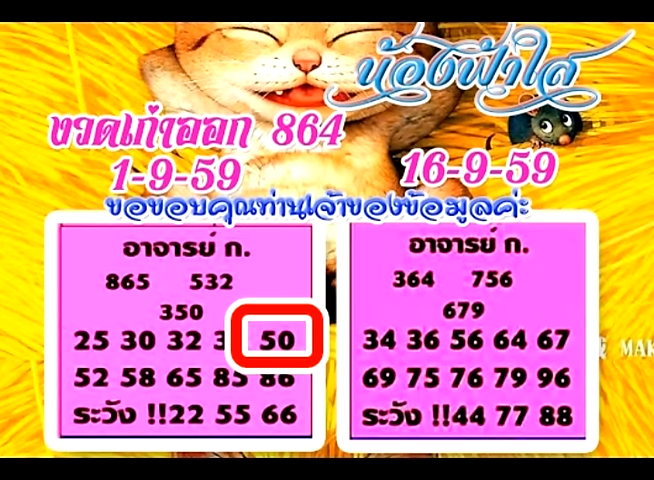 น้องฟ้าใส
งวดเก่าออก 864
1-9-59
16-9-59
ขอขอบคุณท่านเจ้าของข้อมูลค่ะ
อาจารย์ ก.
865 532
350
25 30 32 50
52 58 65 85 86
ระวัง !!22 55 66
อาจารย์ ก.
364 756
679
34 36 56 64 67
69 75 76 79 96
ระวัง !!44 77 88
MAK